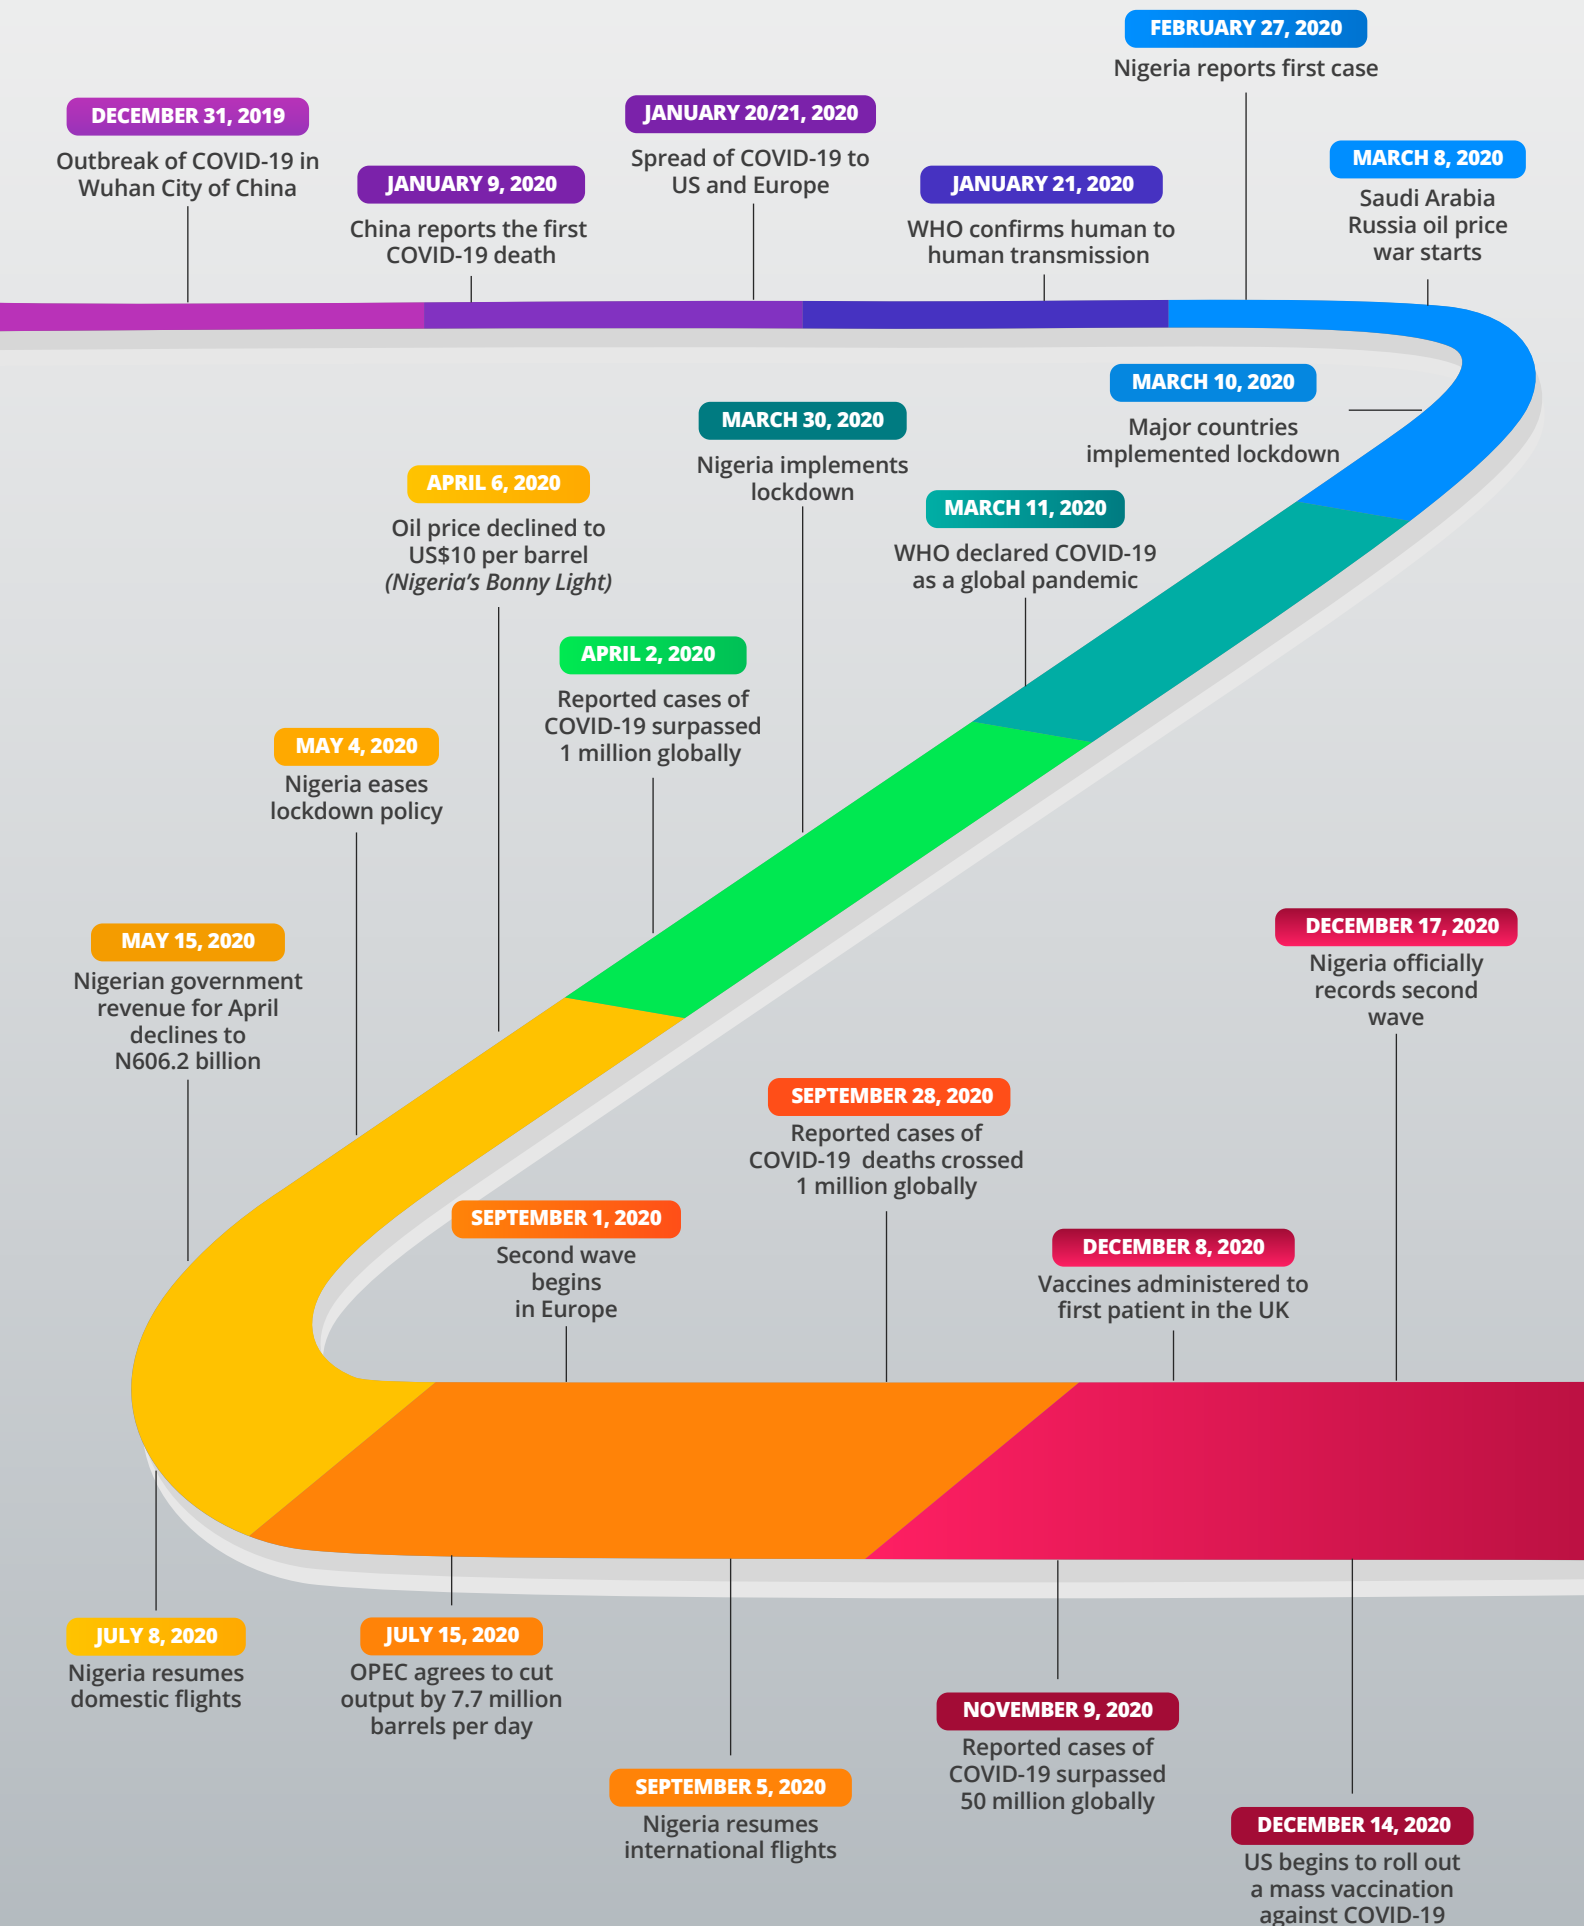 DECEMBER 31, 2019
Outbreak of COVID-19 in
Wuhan City of China
JANUARY 9, 2020
China reports the first
COVID-19 death
JANUARY 20/21, 2020
Spread of COVID-19 to
US and Europe
JANUARY 21, 2020
WHO confirms human to
human transmission
FEBRUARY 27, 2020
Nigeria reports first case
MARCH 8, 2020
Saudi Arabia
Russia oil price
war starts
MARCH 10, 2020
Major countries
implemented lockdown
MARCH 11, 2020
WHO declared COVID-19
as a global pandemic
MARCH 30, 2020
Nigeria implements
lockdown
APRIL 2, 2020
Reported cases of
COVID-19 surpassed
1 million globally
APRIL 6, 2020
Oil price declined to
US$10 per barrel
(Nigeria’s Bonny Light)
MAY 4, 2020
Nigeria eases
lockdown policy
MAY 15, 2020
Nigerian government
revenue for April
declines to
N606.2 billion
JULY 8, 2020
Nigeria resumes
domestic flights
JULY 15, 2020
OPEC agrees to cut
output by 7.7 million
barrels per day
SEPTEMBER 1, 2020
Second wave
begins
in Europe
SEPTEMBER 5, 2020
Nigeria resumes
international flights
SEPTEMBER 28, 2020
Reported cases of
COVID-19 deaths crossed
1 million globally
NOVEMBER 9, 2020
Reported cases of
COVID-19 surpassed
50 million globally
DECEMBER 8, 2020
Vaccines administered to
first patient in the UK
DECEMBER 14, 2020
US begins to roll out
a mass vaccination
against COVID-19
DECEMBER 17, 2020
Nigeria officially
records second
wave